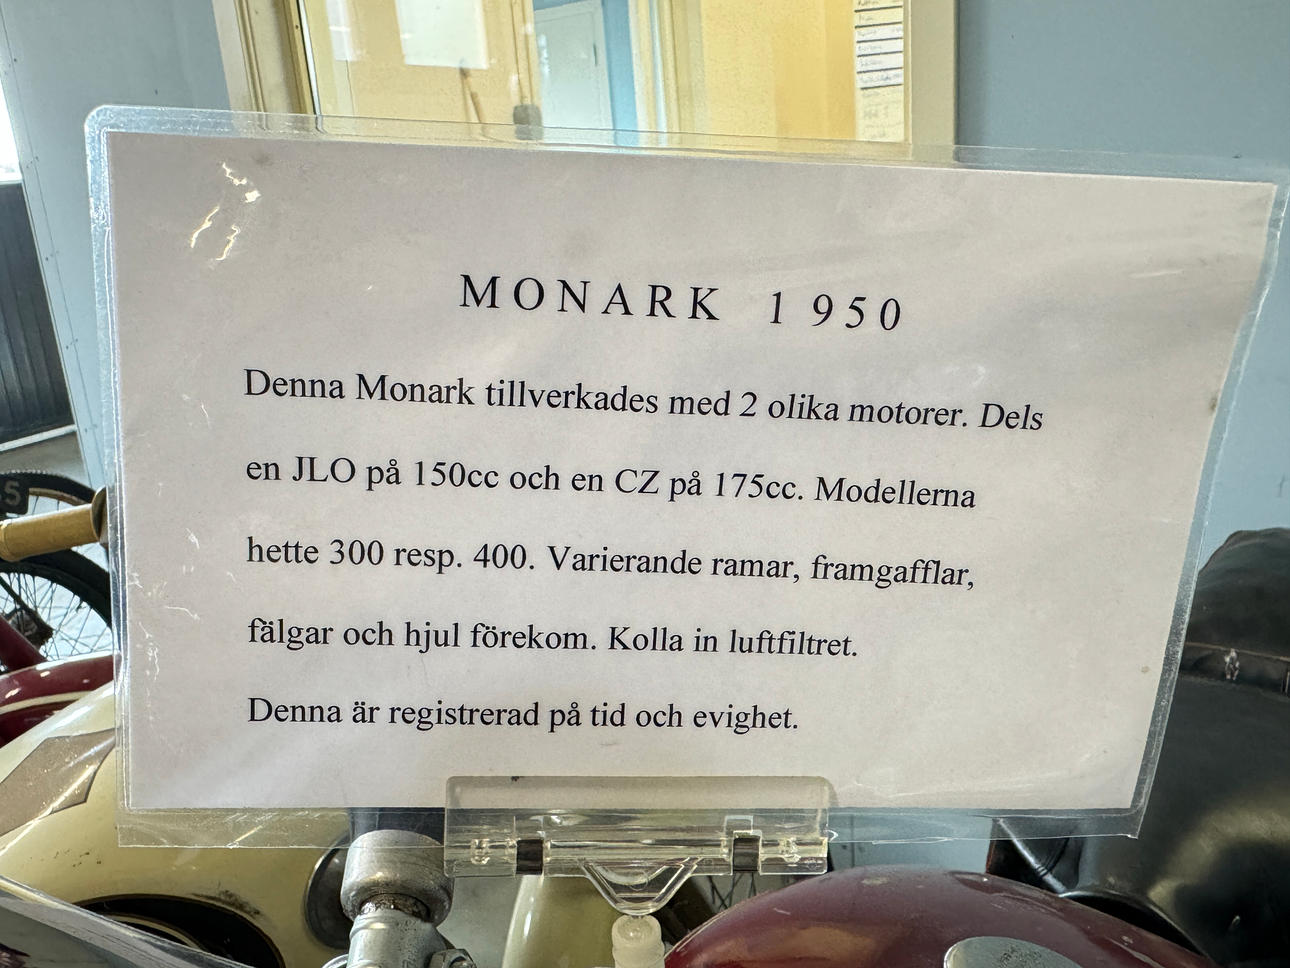 MONARK 1950
Denna Monark tillverkades med 2 olika motorer. Dels
en JLO på 150cc och en CZ på 175cc. Modellerna
hette 300 resp. 400. Varierande ramar, framgafflar,
fälgar och hjul förekom. Kolla in luftfiltret.
Denna är registrerad på tid och evighet.